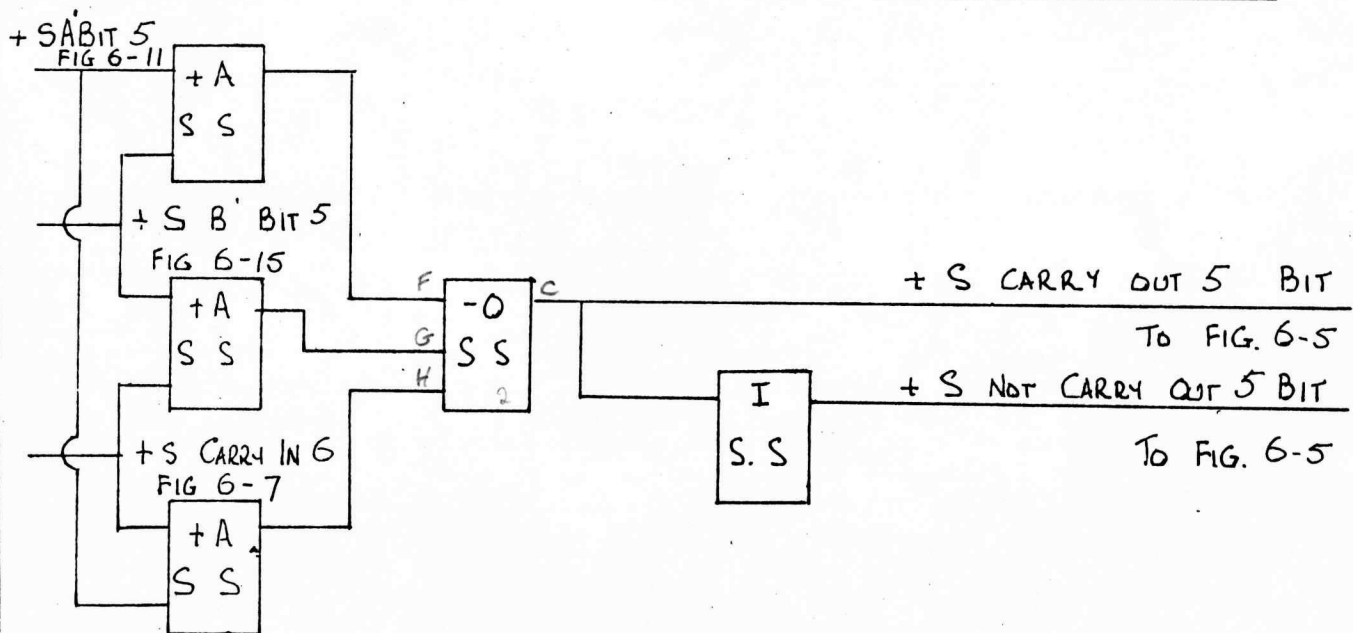 + SA' BIT 5
FIG 6-11
+ A
S S
+ S B' BIT 5
FIG 6-15
+ A
S S
+ S CARRY IN 6
FIG 6-7
+ A
S S
F
G
H
-O
S S
2
C
+ S CARRY OUT 5 BIT
TO FIG. 6-5
I
S. S
+ S NOT CARRY OUT 5 BIT
TO FIG. 6-5